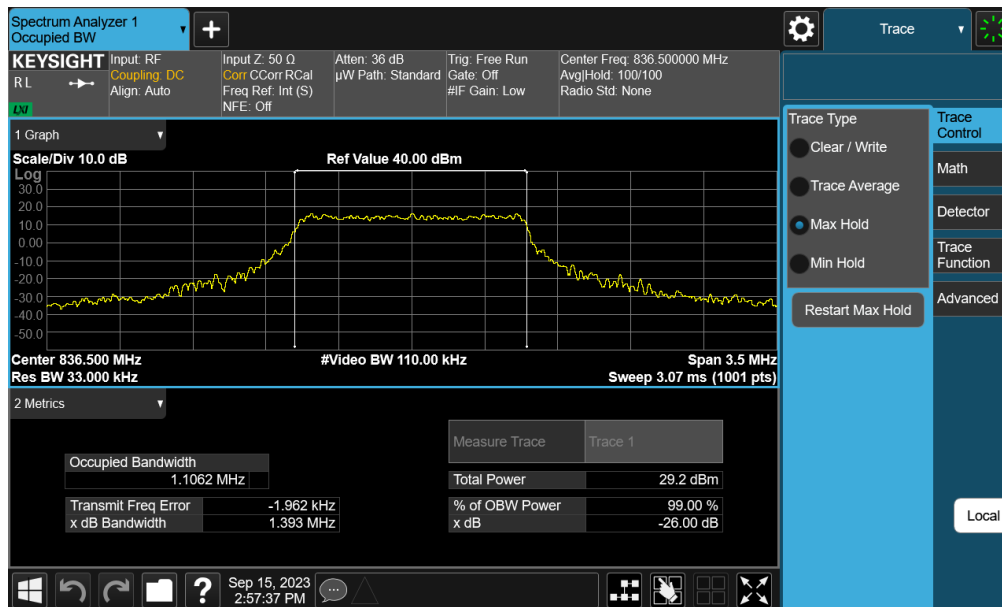 Spectrum Analyzer 1
Occupied BW
+
Trace
KEYSIGHT
R L
LXI
Input: RF
Coupling: DC
Align: Auto
Input Z: 50 Ω
Corr CCorr RCal
Freq Ref: Int (S)
NFE: Off
Atten: 36 dB
µW Path: Standard
Trig: Free Run
Gate: Off
#IF Gain: Low
Center Freq: 836.500000 MHz
Avg|Hold: 100/100
Radio Std: None
1 Graph
Scale/Div 10.0 dB
Ref Value 40.00 dBm
Log
30.0
20.0
10.0
0.00
-10.0
-20.0
-30.0
-40.0
-50.0
Center 836.500 MHz
#Video BW 110.00 kHz
Span 3.5 MHz
Res BW 33.000 kHz
Sweep 3.07 ms (1001 pts)
2 Metrics
Measure Trace
Trace 1
Occupied Bandwidth
1.1062 MHz
Total Power
29.2 dBm
Transmit Freq Error
-1.962 kHz
% of OBW Power
99.00 %
x dB Bandwidth
1.393 MHz
x dB
-26.00 dB
Trace Type
Clear / Write
Trace Average
Max Hold
Min Hold
Restart Max Hold
Trace
Control
Math
Detector
Trace
Function
Advanced
Local
?
Sep 15, 2023
2:57:37 PM